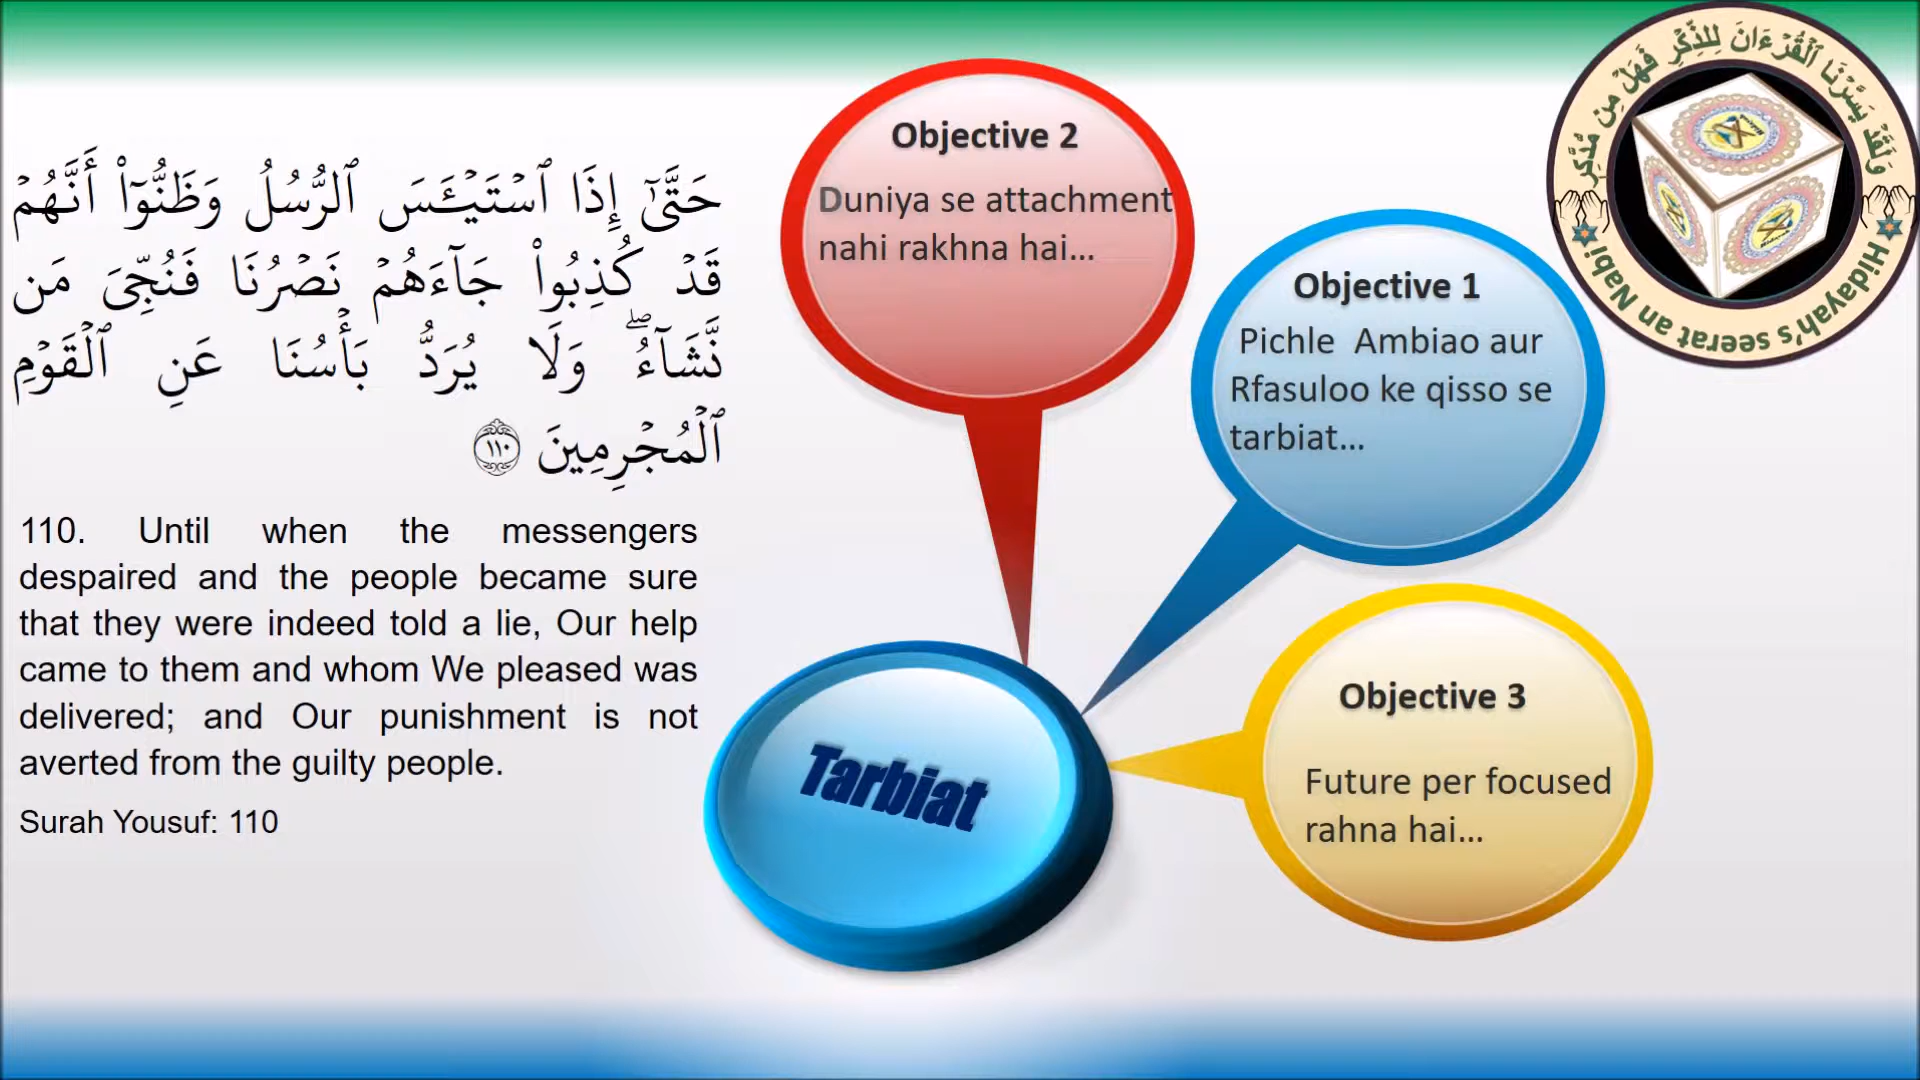 حَتَّىٰٓ إِذَا ٱسْتَيْـَٔسَ ٱلرُّسُلُ وَظَنُّوٓا۟ أَنَّهُمْ
قَدْ كُذِبُوا۟ جَآءَهُمْ نَصْرُنَا فَنُجِّىَ مَن
نَّشَآءُ ۖ وَلَا يُرَدُّ بَأْسُنَا عَنِ ٱلْقَوْمِ
ٱلْمُجْرِمِينَ ١١٠
110. Until when the messengers
despaired and the people became sure
that they were indeed told a lie, Our help
came to them and whom We pleased was
delivered; and Our punishment is not
averted from the guilty people.
Surah Yousuf: 110
Objective 2
Duniya se attachment
nahi rakhna hai...
Objective 1
Pichle Ambiao aur
Rfasuloo ke qisso se
tarbiat...
Objective 3
Future per focused
rahna hai...
Tarbiat
وَلَقَدْ يَسَّرْنَا ٱلْقُرْءَانَ لِلذِّكْرِ فَهَلْ مِن مُّدَّكِرٍ
Hidayah's seerat an Nabi